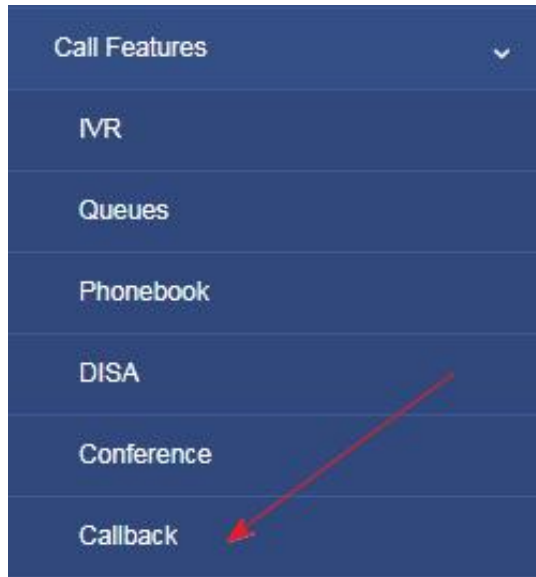 Call Features
IVR
Queues
Phonebook
DISA
Conference
Callback